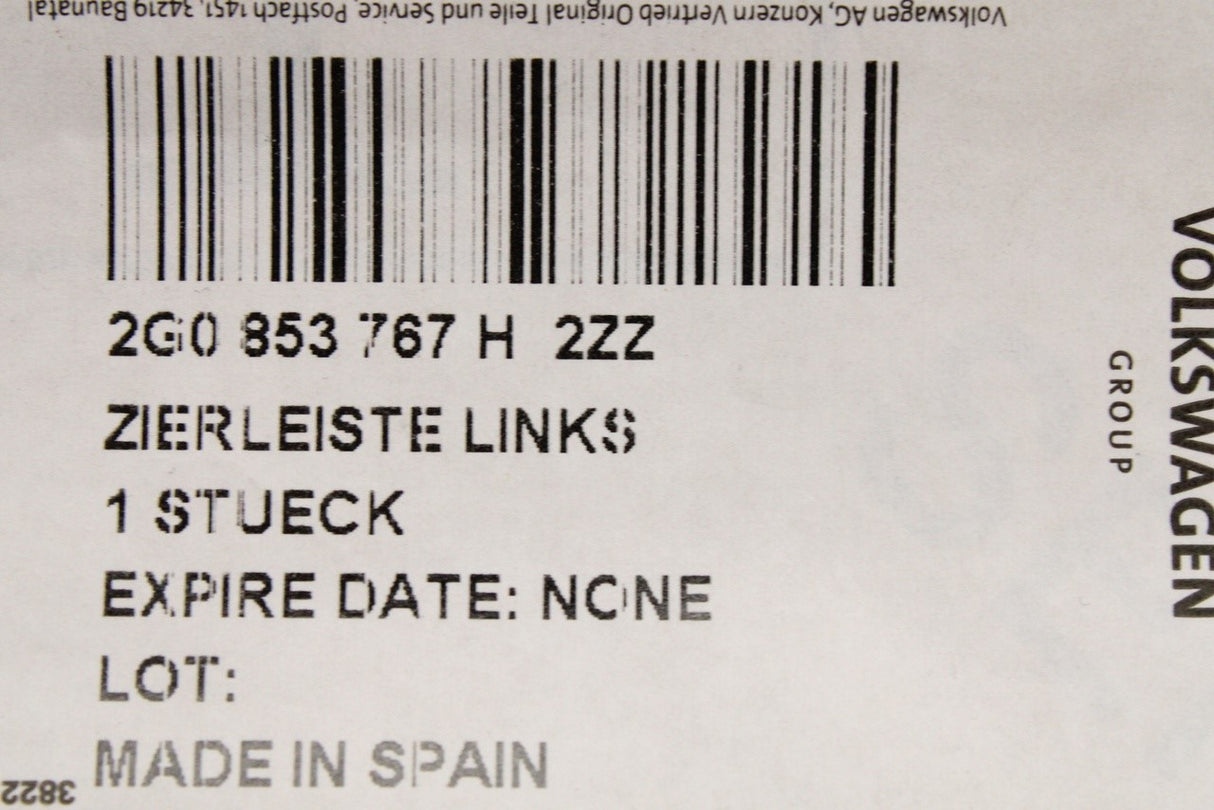 Volkswagen AG, Konzern Vertrieb Original Teile und Service, Postfach 1451, 34219 Baunatal
2G0 853 767 H 2ZZ
ZIERLEISTE LINKS
1 STUECK
EXPIRE DATE: NONE
LOT:
MADE IN SPAIN
3822
GROUP
VOLKSWAGEN